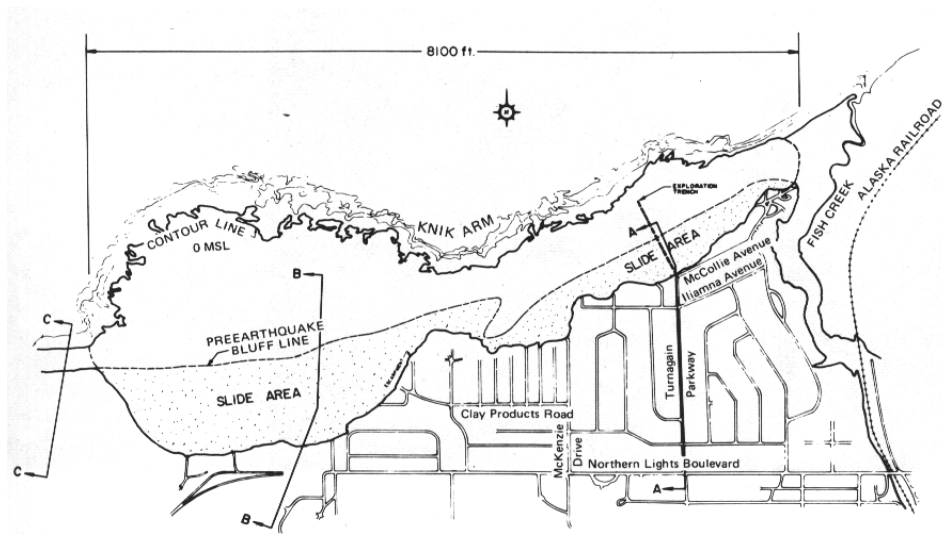 8100 ft.
N
EXPLORATION
TRENCH
A
SLIDE AREA
KNIK ARM
CONTOUR LINE
0 MSL
FISH CREEK
ALASKA RAILROAD
McCollie Avenue
Iliamna Avenue
B
C
PREEARTHQUAKE
BLUFF LINE
SLIDE AREA
Turnagain
Parkway
Clay Products Road
McKenzie
Drive
Northern Lights Boulevard
C
A
B